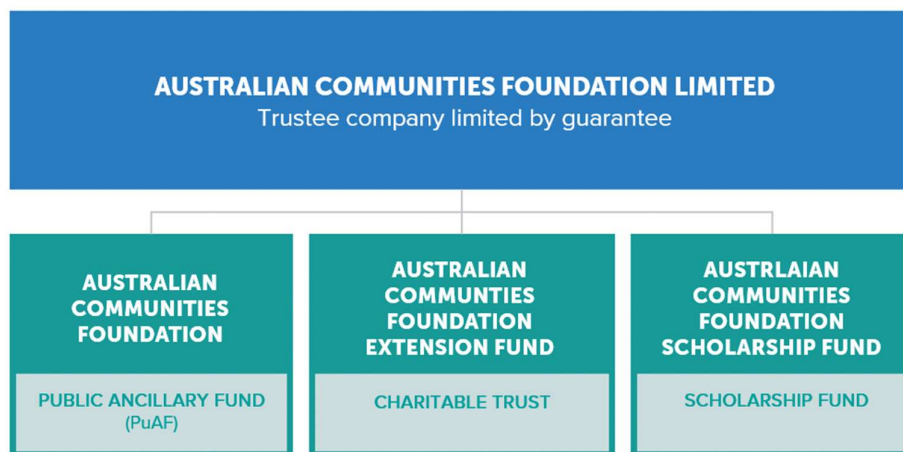 AUSTRALIAN COMMUNITIES FOUNDATION LIMITED
Trustee company limited by guarantee
AUSTRALIAN
COMMUNITIES
FOUNDATION
PUBLIC ANCILLARY FUND
(PuAF)
AUSTRALIAN
COMMUNTIES
FOUNDATION
EXTENSION FUND
CHARITABLE TRUST
AUSTRLAIAN
COMMUNITIES
FOUNDATION
SCHOLARSHIP FUND
SCHOLARSHIP FUND